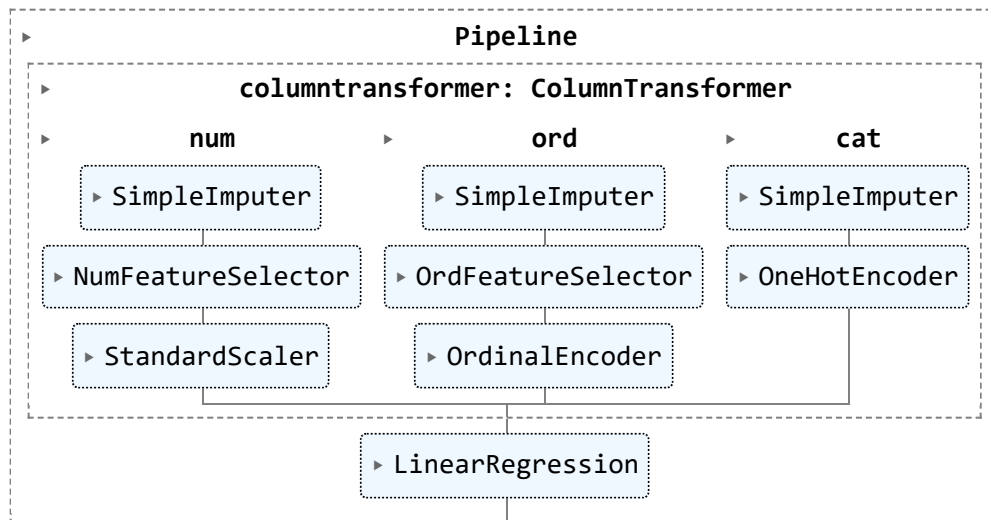 Pipeline
columntransformer: ColumnTransformer
num ord cat
SimpleImputer SimpleImputer SimpleImputer
NumFeatureSelector OrdFeatureSelector OneHotEncoder
StandardScaler OrdinalEncoder
LinearRegression